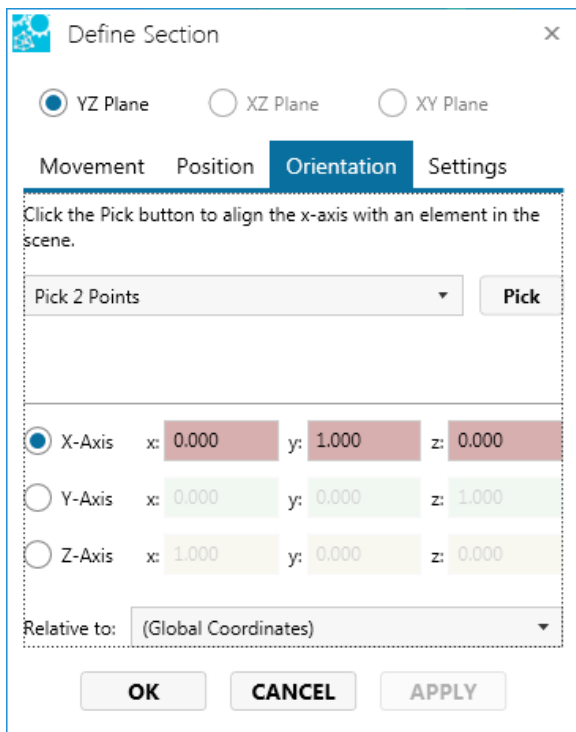 Define Section
YZ Plane XZ Plane XY Plane
Movement Position Orientation Settings
Click the Pick button to align the x-axis with an element in the
scene.
Pick 2 Points Pick
X-Axis x: 0.000 y: 1.000 z: 0.000
Y-Axis x: 0.000 y: 0.000 z: 1.000
Z-Axis x: 1.000 y: 0.000 z: 0.000
Relative to: (Global Coordinates)
OK CANCEL APPLY